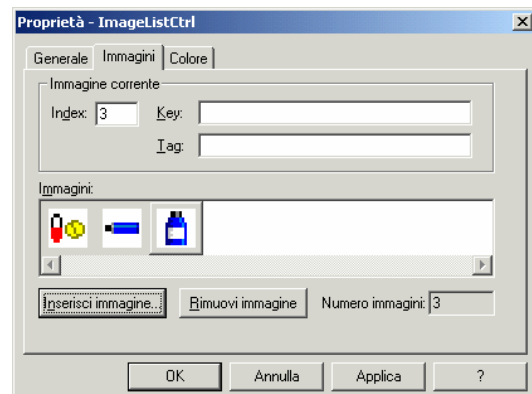 Proprietà - ImageListCtrl
Generale Immagini Colore
Immagine corrente
Index: 3 Key:
Tag:
Immagini:
Inserisci immagine... Rimuovi immagine Numero immagini: 3
OK Annulla Applica ?